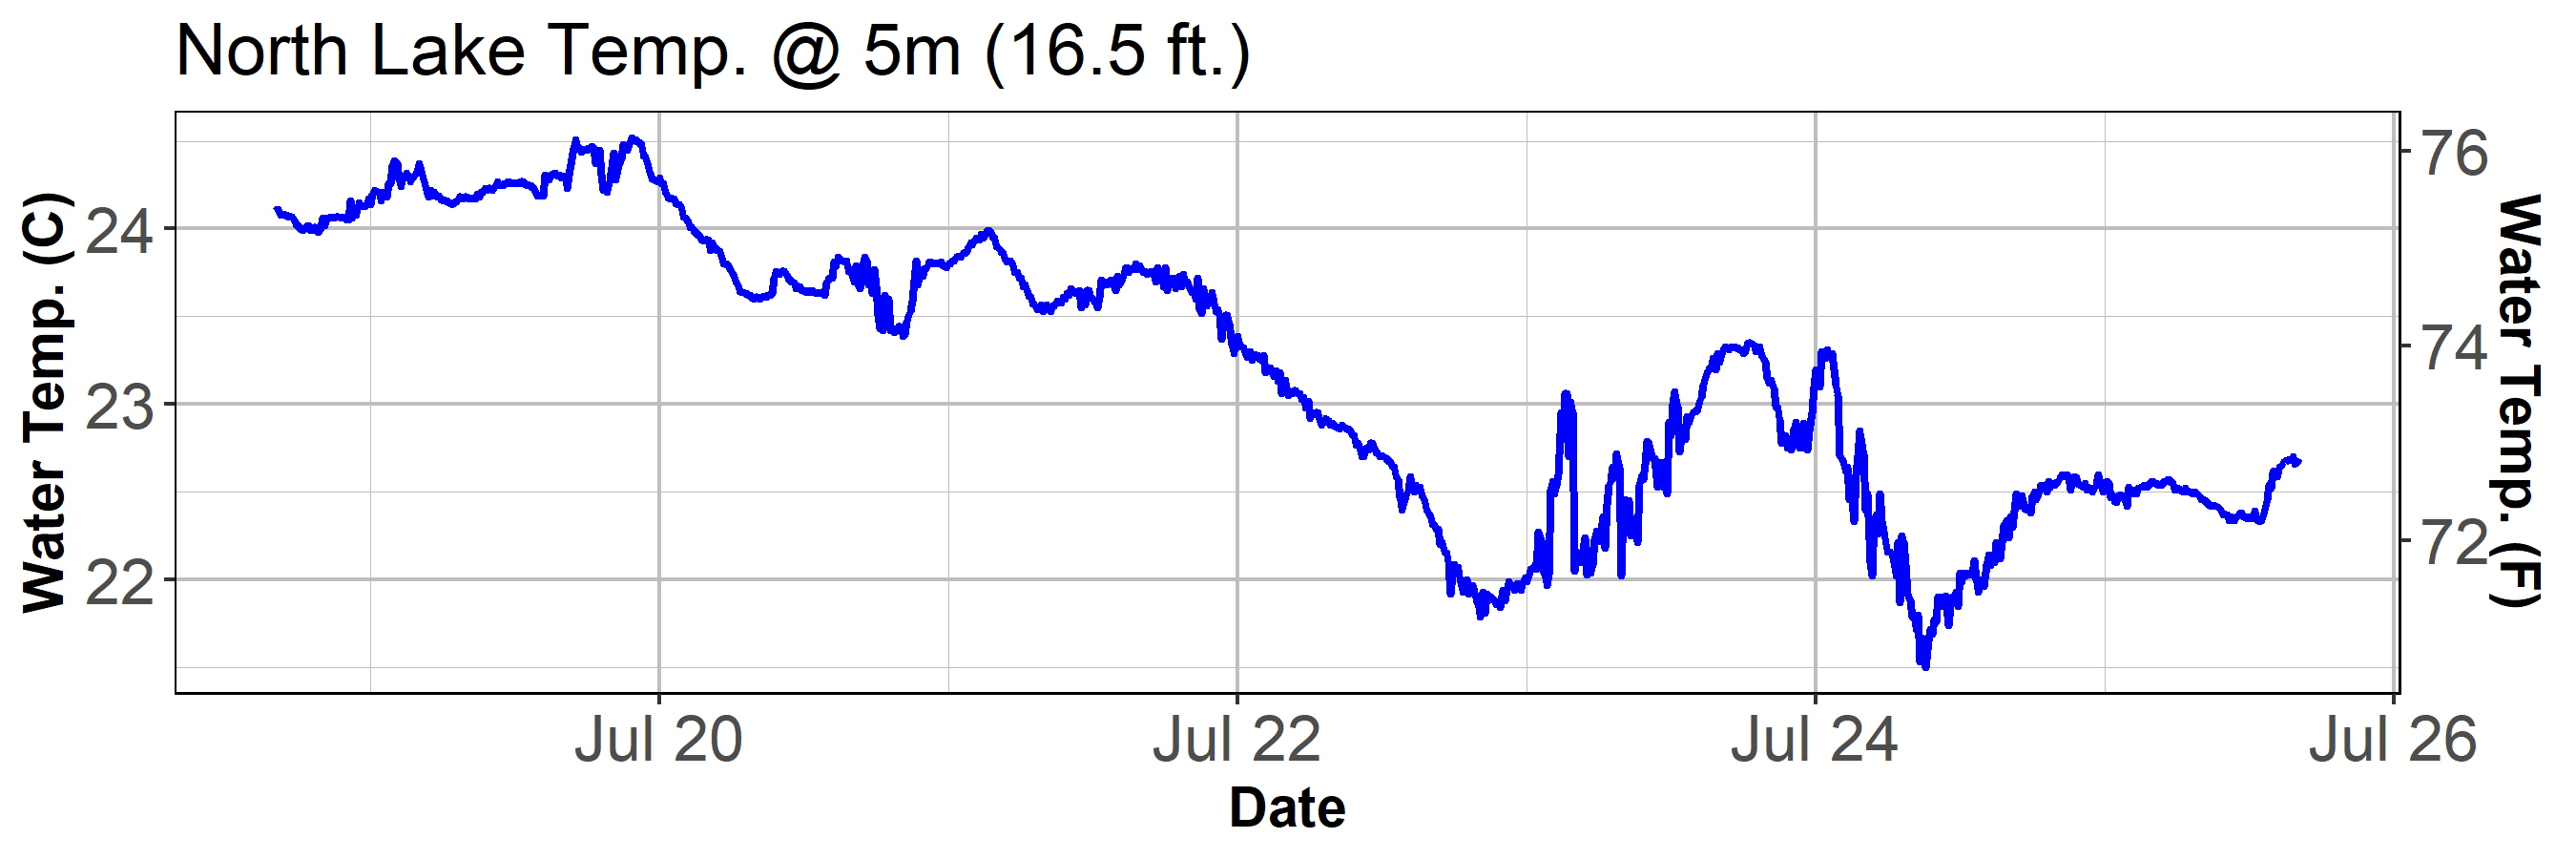 North Lake Temp. @ 5m (16.5 ft.)
Water Temp. (C)
24
23
22
76
74
72
Water Temp. (F)
Jul 20
Jul 22
Jul 24
Jul 26
Date